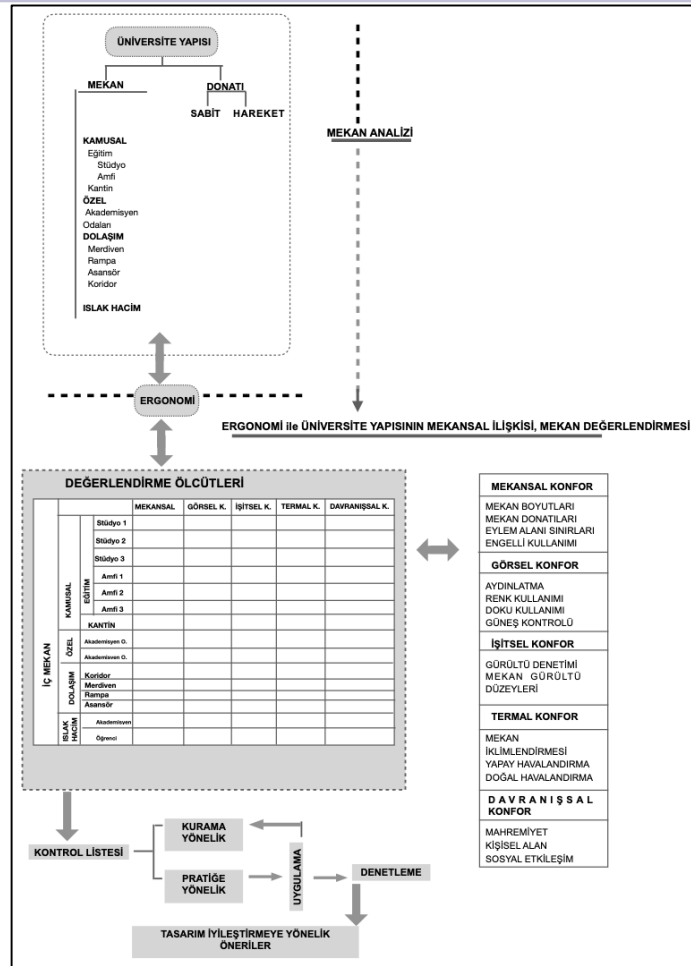 ÜNİVERSİTE YAPISI
MEKAN
DONATI
SABİT HAREKET
KAMUSAL
Eğitim
Stüdyo
Amfi
Kantin
ÖZEL
Akademisyen
Odaları
DOLAŞIM
Merdiven
Rampa
Asansör
Koridor
ISLAK HACİM
MEKAN ANALİZİ
ERGONOMİ
ERGONOMİ ile ÜNİVERSİTE YAPISININ MEKANSAL İLİŞKİSİ, MEKAN DEĞERLENDİRMESİ
DEĞERLENDİRME ÖLCÜTLERİ
MEKANSAL GÖRSEL K. İŞİTSEL K. TERMAL K. DAVRANIŞSAL K.
İÇ MEKAN
KAMUSAL
EĞİTİM
Stüdyo 1
Stüdyo 2
Stüdyo 3
Amfi 1
Amfi 2
Amfi 3
KANTİN
ÖZEL
Akademisyen O.
Akademisyen O.
DOLAŞIM
Koridor
Merdiven
Rampa
Asansör
ISLAK
HACİM
Akademisyen
Öğrenci
MEKANSAL KONFOR
MEKAN BOYUTLARI
MEKAN DONATILARI
EYLEM ALANI SINIRLARI
ENGELLİ KULLANIMI
GÖRSEL KONFOR
AYDINLATMA
RENK KULLANIMI
DOKU KULLANIMI
GÜNEŞ KONTROLÜ
İŞİTSEL KONFOR
GÜRÜLTÜ DENETİMİ
MEKAN GÜRÜLTÜ
DÜZEYLERİ
TERMAL KONFOR
MEKAN
İKLİMLENDİRMESİ
YAPAY HAVALANDIRMA
DOĞAL HAVALANDIRMA
DAVRANIŞSAL
KONFOR
MAHREMİYET
KİŞİSEL ALAN
SOSYAL ETKİLEŞİM
KONTROL LİSTESİ
KURAMA
YÖNELİK
PRATİĞE
YÖNELİK
UYGULAMA
DENETLEME
TASARIM İYİLEŞTİRMEYE YÖNELİK
ÖNERİLER